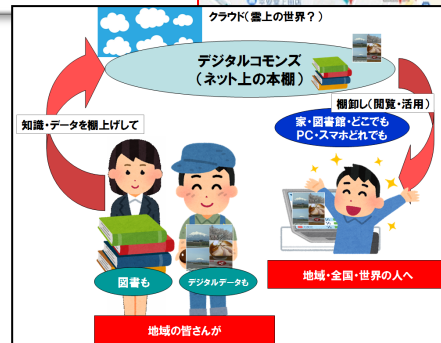 クラウド(雲上の世界?)
デジタルコモンズ
(ネット上の本棚)
知識・データを棚上げして
棚卸し(閲覧・活用)
家・図書館・どこでも
PC・スマホどれでも
図書も
デジタルデータも
地域の皆さんが
地域・全国・世界の人へ